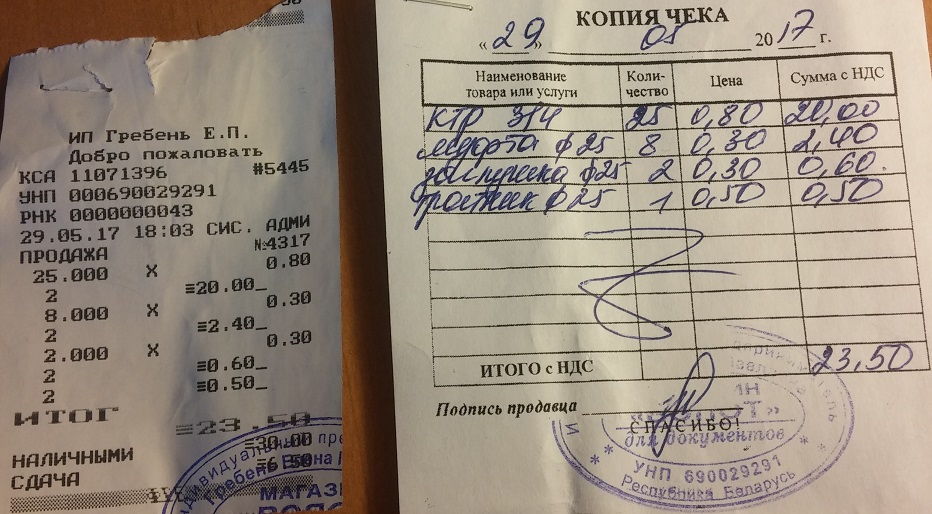 ИП Гребень Е.П.
Добро пожаловать
КСА 11071396 #5445
УНП 000690029291
РНК 0000000043
29.05.17 18:03 СИС. АДМИ
№4317
ПРОДАЖА
25.000 X 0.80
2 ≡20.00_
8.000 X 0.30
2 ≡2.40_
2.000 X 0.30
2 ≡0.60_
2 ≡0.50_
ИТОГ ≡23.50
НАЛИЧНЫМИ ≡30.00
СДАЧА ≡6.50
Гребень
МАГАЗ
КОПИЯ ЧЕКА
« 29 » 05 2017 г.
Наименование товара или услуги Коли-чество Цена Сумма с НДС
КТР 3/4 25 0,80 20,00
муфта ф25 8 0,30 2,40
заглушка ф25 2 0,30 0,60
тройник ф25 1 0,50 0,50
ИТОГО с НДС 23,50
Подпись продавца
СПАСИБО!
для документов
УНП 690029291
Республика Беларусь